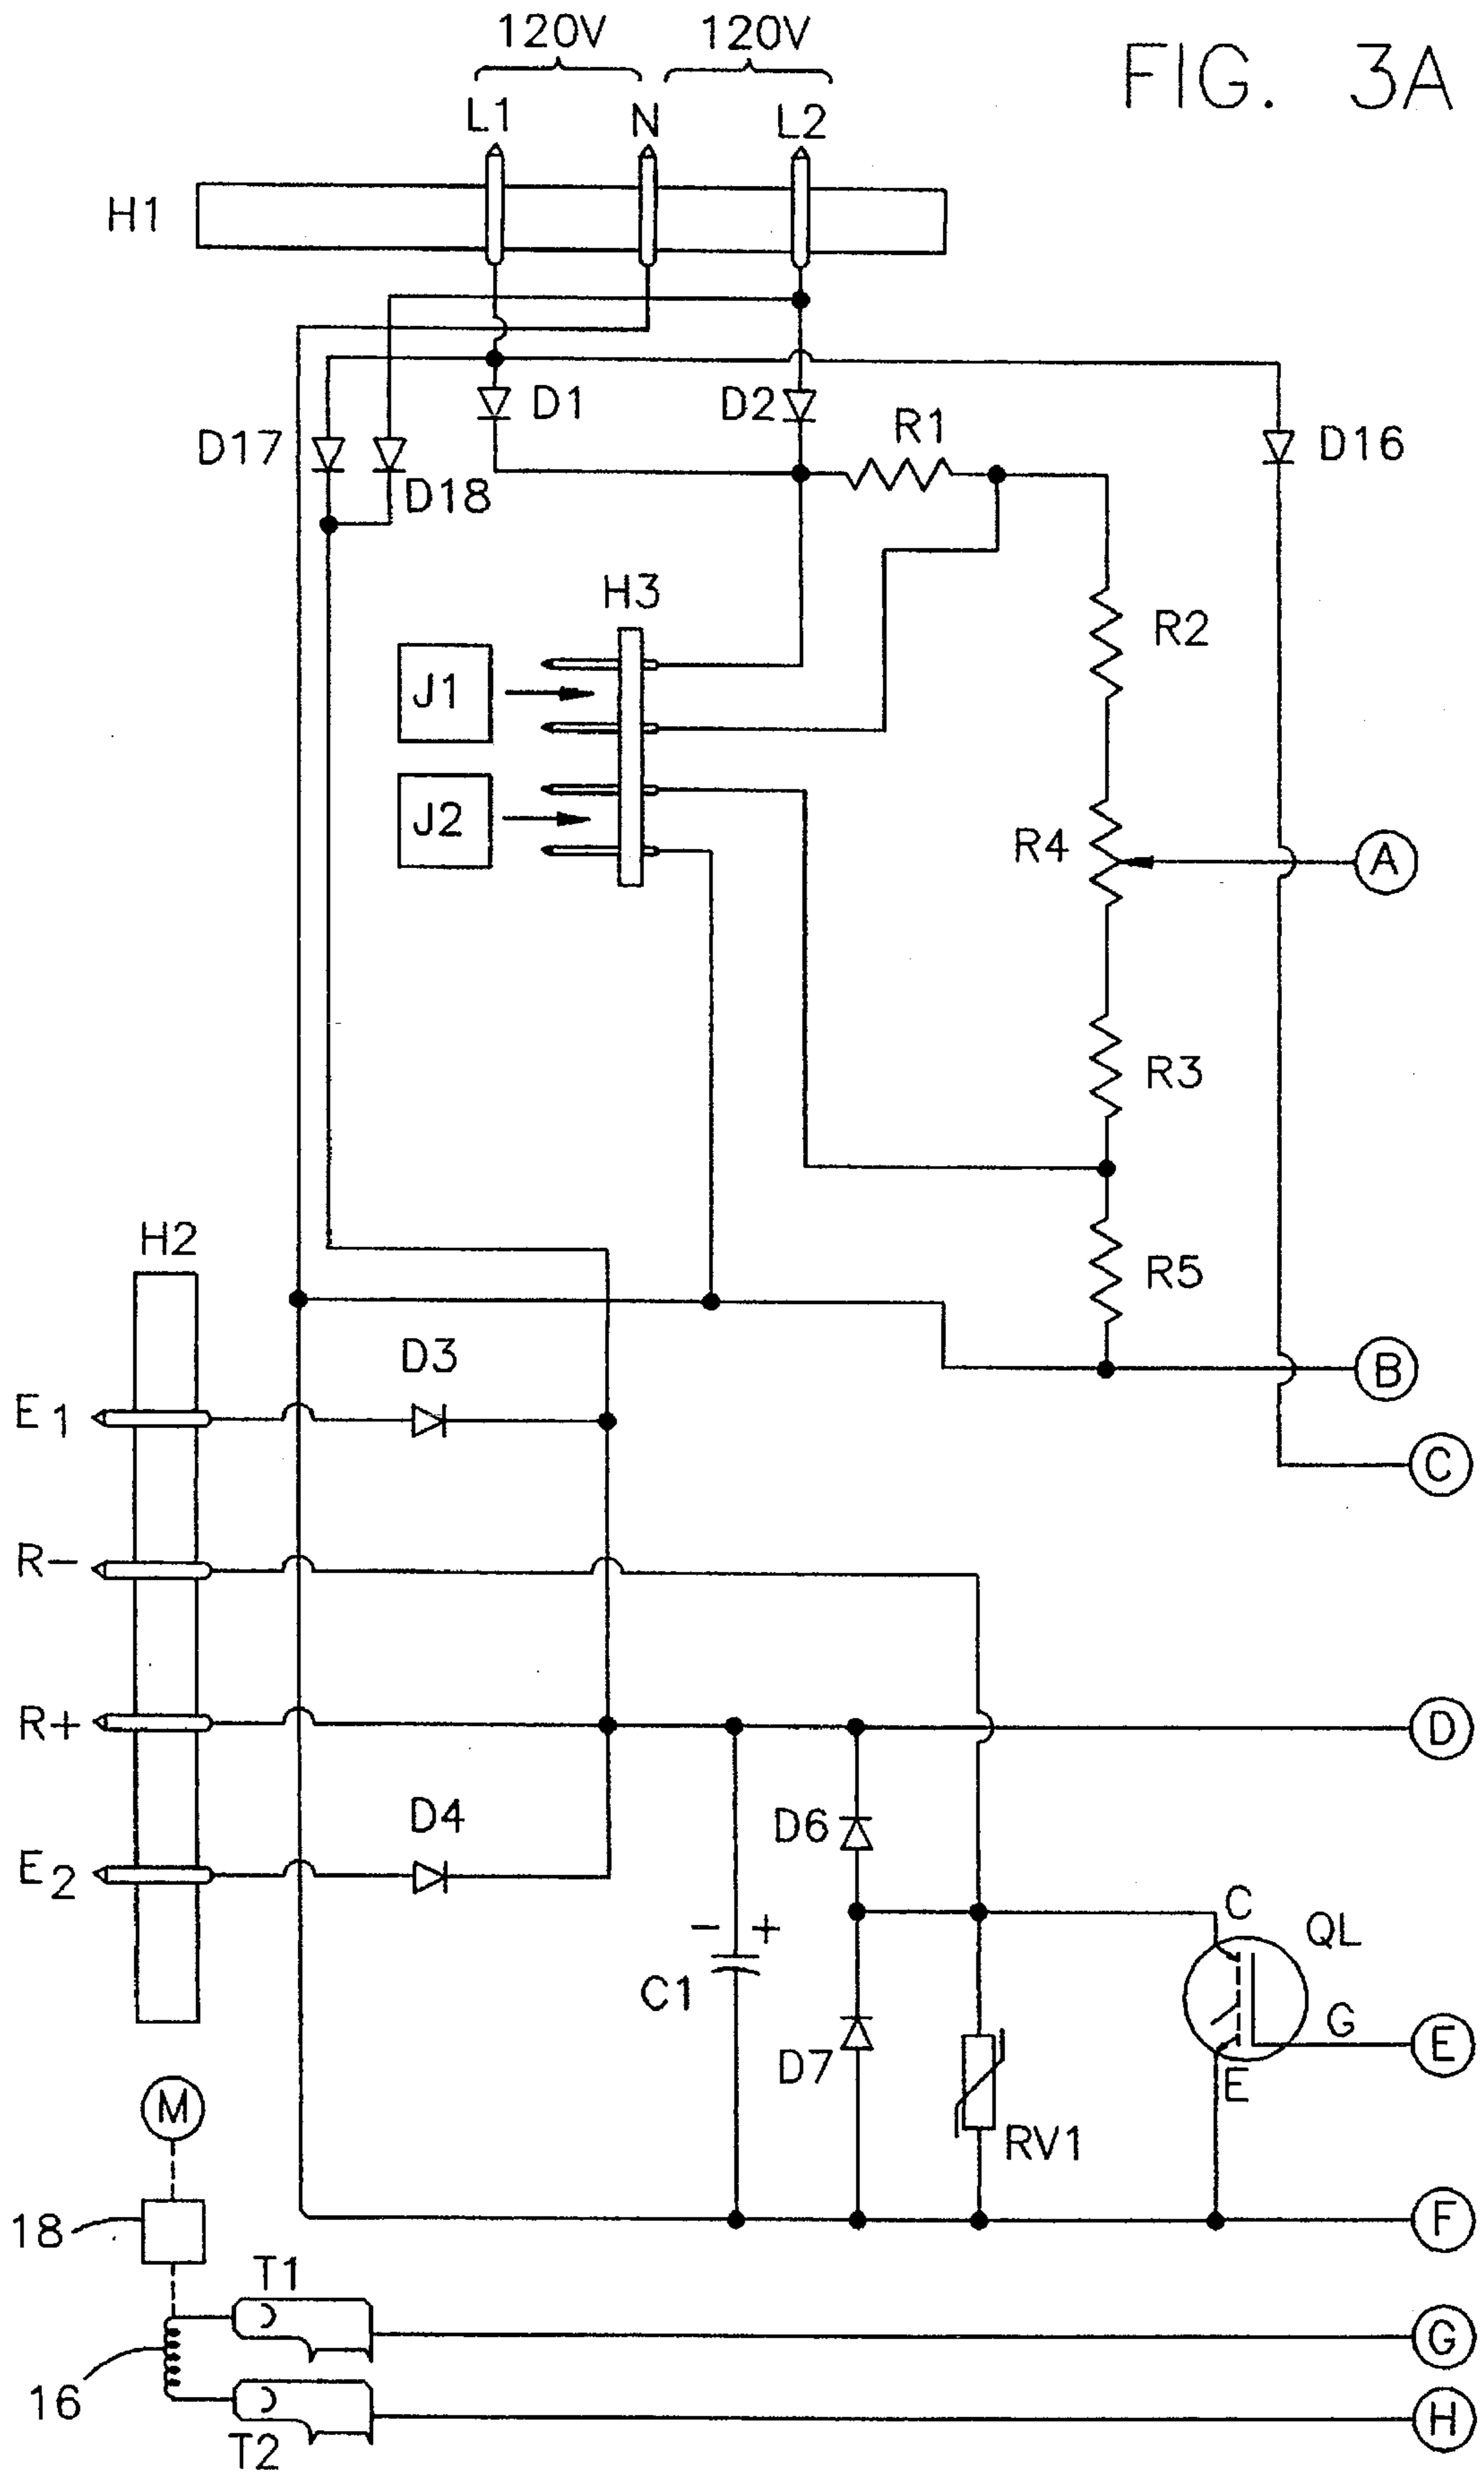 120V 120V
FIG. 3A
L1 N L2
H1
D1 D2 R1
D17 D16
D18
H3
R2
J1
J2
R4 A
R3
H2
R5
D3
B
E1
C
R-
R+ D
D4
D6
E2
C QL
- +
C1
G
E
D7
E
M
RV1
18
F
T1
G
16
H
T2